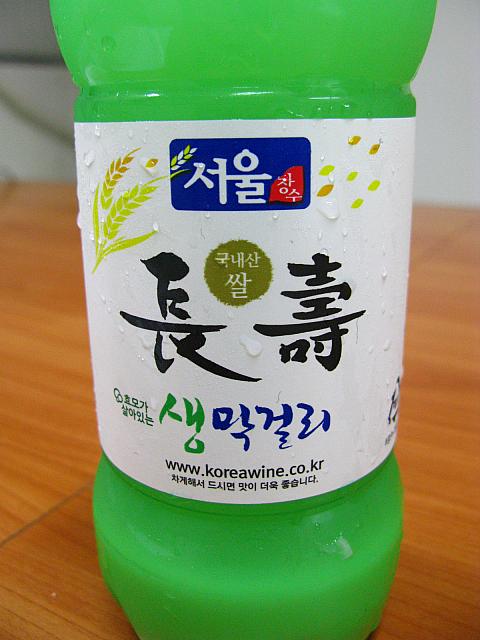 서울 장수
국내산
쌀
長壽
효모가
살아있는
생막걸리
www.koreawine.co.kr
차게해서 드시면 맛이 더욱 좋습니다.